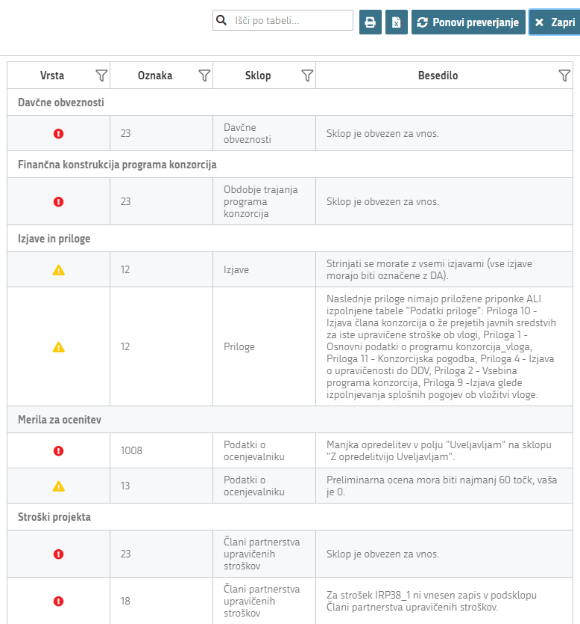 Išči po tabeli...
Ponovi preverjanje
Zapri
Vrsta
Oznaka
Sklop
Besedilo
Davčne obveznosti
23
Davčne
obveznosti
Sklop je obvezen za vnos.
Finančna konstrukcija programa konzorcija
23
Obdobje trajanja
programa
konzorcija
Sklop je obvezen za vnos.
Izjave in priloge
12
Izjave
Strinjati se morate z vsemi izjavami (vse izjave
morajo biti označene z DA).
12
Priloge
Naslednje priloge nimajo priložene priponke ALI
izpolnjene tabele "Podatki priloge": Priloga 10 -
Izjava člana konzorcija o že prejetih javnih sredstvih
za iste upravičene stroške ob vlogi, Priloga 1 -
Osnovni podatki o programu konzorcija_vloga,
Priloga 11 - Konzorcijska pogodba, Priloga 4 - Izjava
o upravičenosti do DDV, Priloga 2 - Vsebina
programa konzorcija, Priloga 9 -Izjava glede
izpolnjevanja splošnih pogojev ob vložitvi vloge.
Merila za ocenitev
1008
Podatki o
ocenjevalniku
Manjka opredelitev v polju "Uveljavljam" na sklopu
"Z opredelitvijo Uveljavljam".
13
Podatki o
ocenjevalniku
Preliminarna ocena mora biti najmanj 60 točk, vaša
je 0.
Stroški projekta
23
Člani partnerstva
upravičenih
stroškov
Sklop je obvezen za vnos.
18
Člani partnerstva
upravičenih
stroškov
Za strošek IRP38_1 ni vnesen zapis v podsklopu
Člani partnerstva upravičenih stroškov.